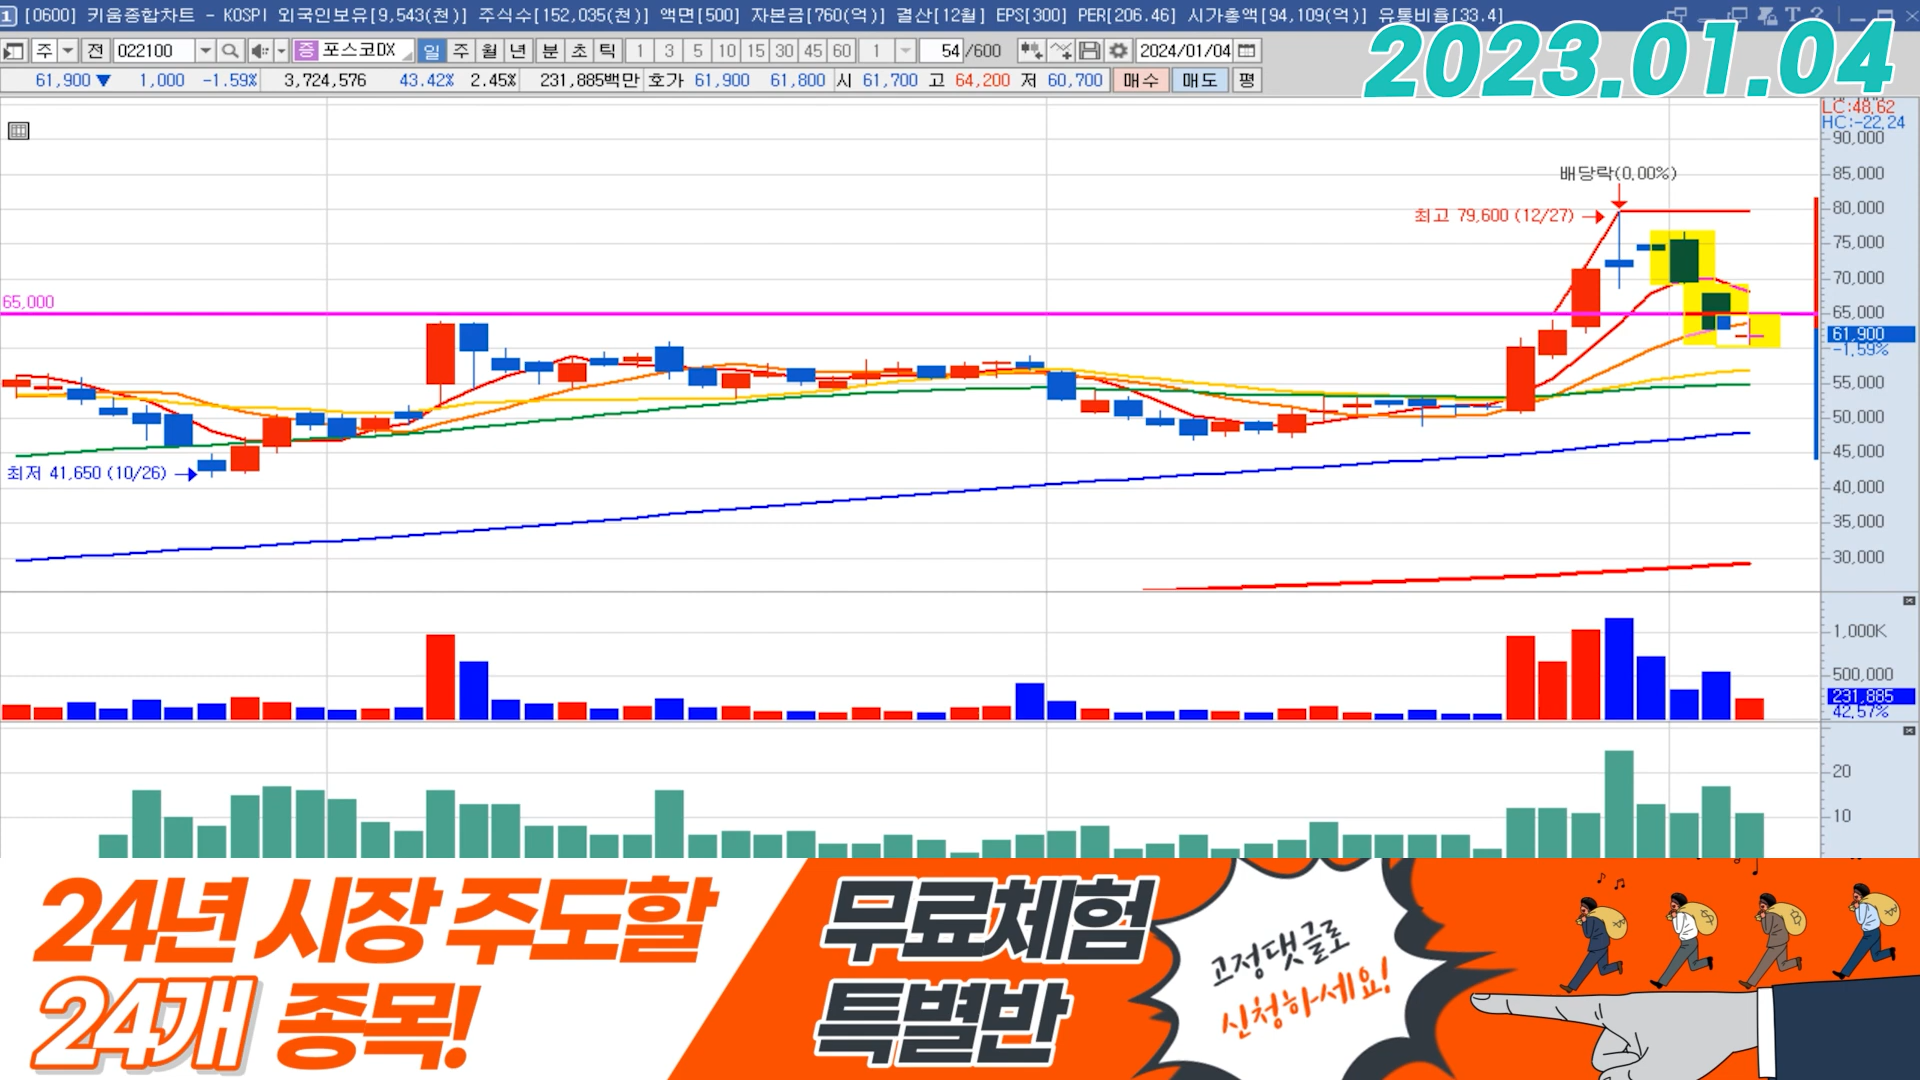 1 [0600] 키움종합차트 - KOSPI 외국인보유[9,543(천)] 주식수[152,035(천)] 액면[500] 자본금[760(억)] 결산[12월] EPS[300] PER[206.46] 시가총액[94,109(억)] 유통비율[33.4]
주 전 022100 증 포스코DX 일 주 월 년 분 초 틱 1 3 5 10 15 30 45 60 1 54 /600 2024/01/04
61,900 ▼ 1,000 -1.59% 3,724,576 43.42% 2.45% 231,885백만 호가 61,900 61,800 시 61,700 고 64,200 저 60,700 매수 매도 평
2023.01.04
LC:48,62
HC:-22,24
90,000
배당락(0,00%)
85,000
최고 79,600 (12/27)
80,000
75,000
70,000
65,000
65,000
61,900
-1,59%
55,000
50,000
최저 41,650 (10/26)
45,000
40,000
35,000
30,000
1,000K
500,000
231,885
42,57%
20
10
24년 시장 주도할
24개 종목!
무료체험
특별반
고정댓글로
신청하세요!